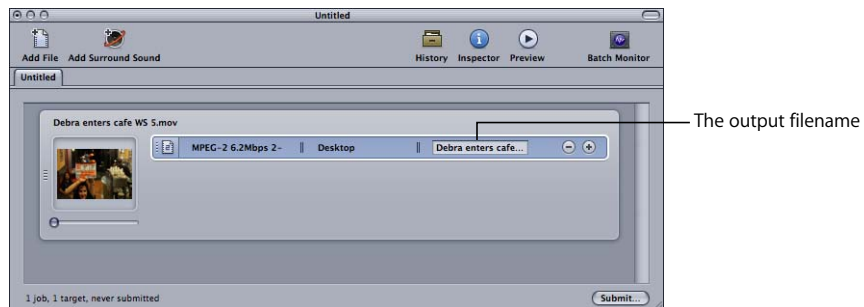 Untitled
Add File Add Surround Sound History Inspector Preview Batch Monitor
Untitled
Debra enters cafe WS 5.mov
MPEG-2 6.2Mbps 2- Desktop Debra enters cafe...
The output filename
1 job, 1 target, never submitted Submit...